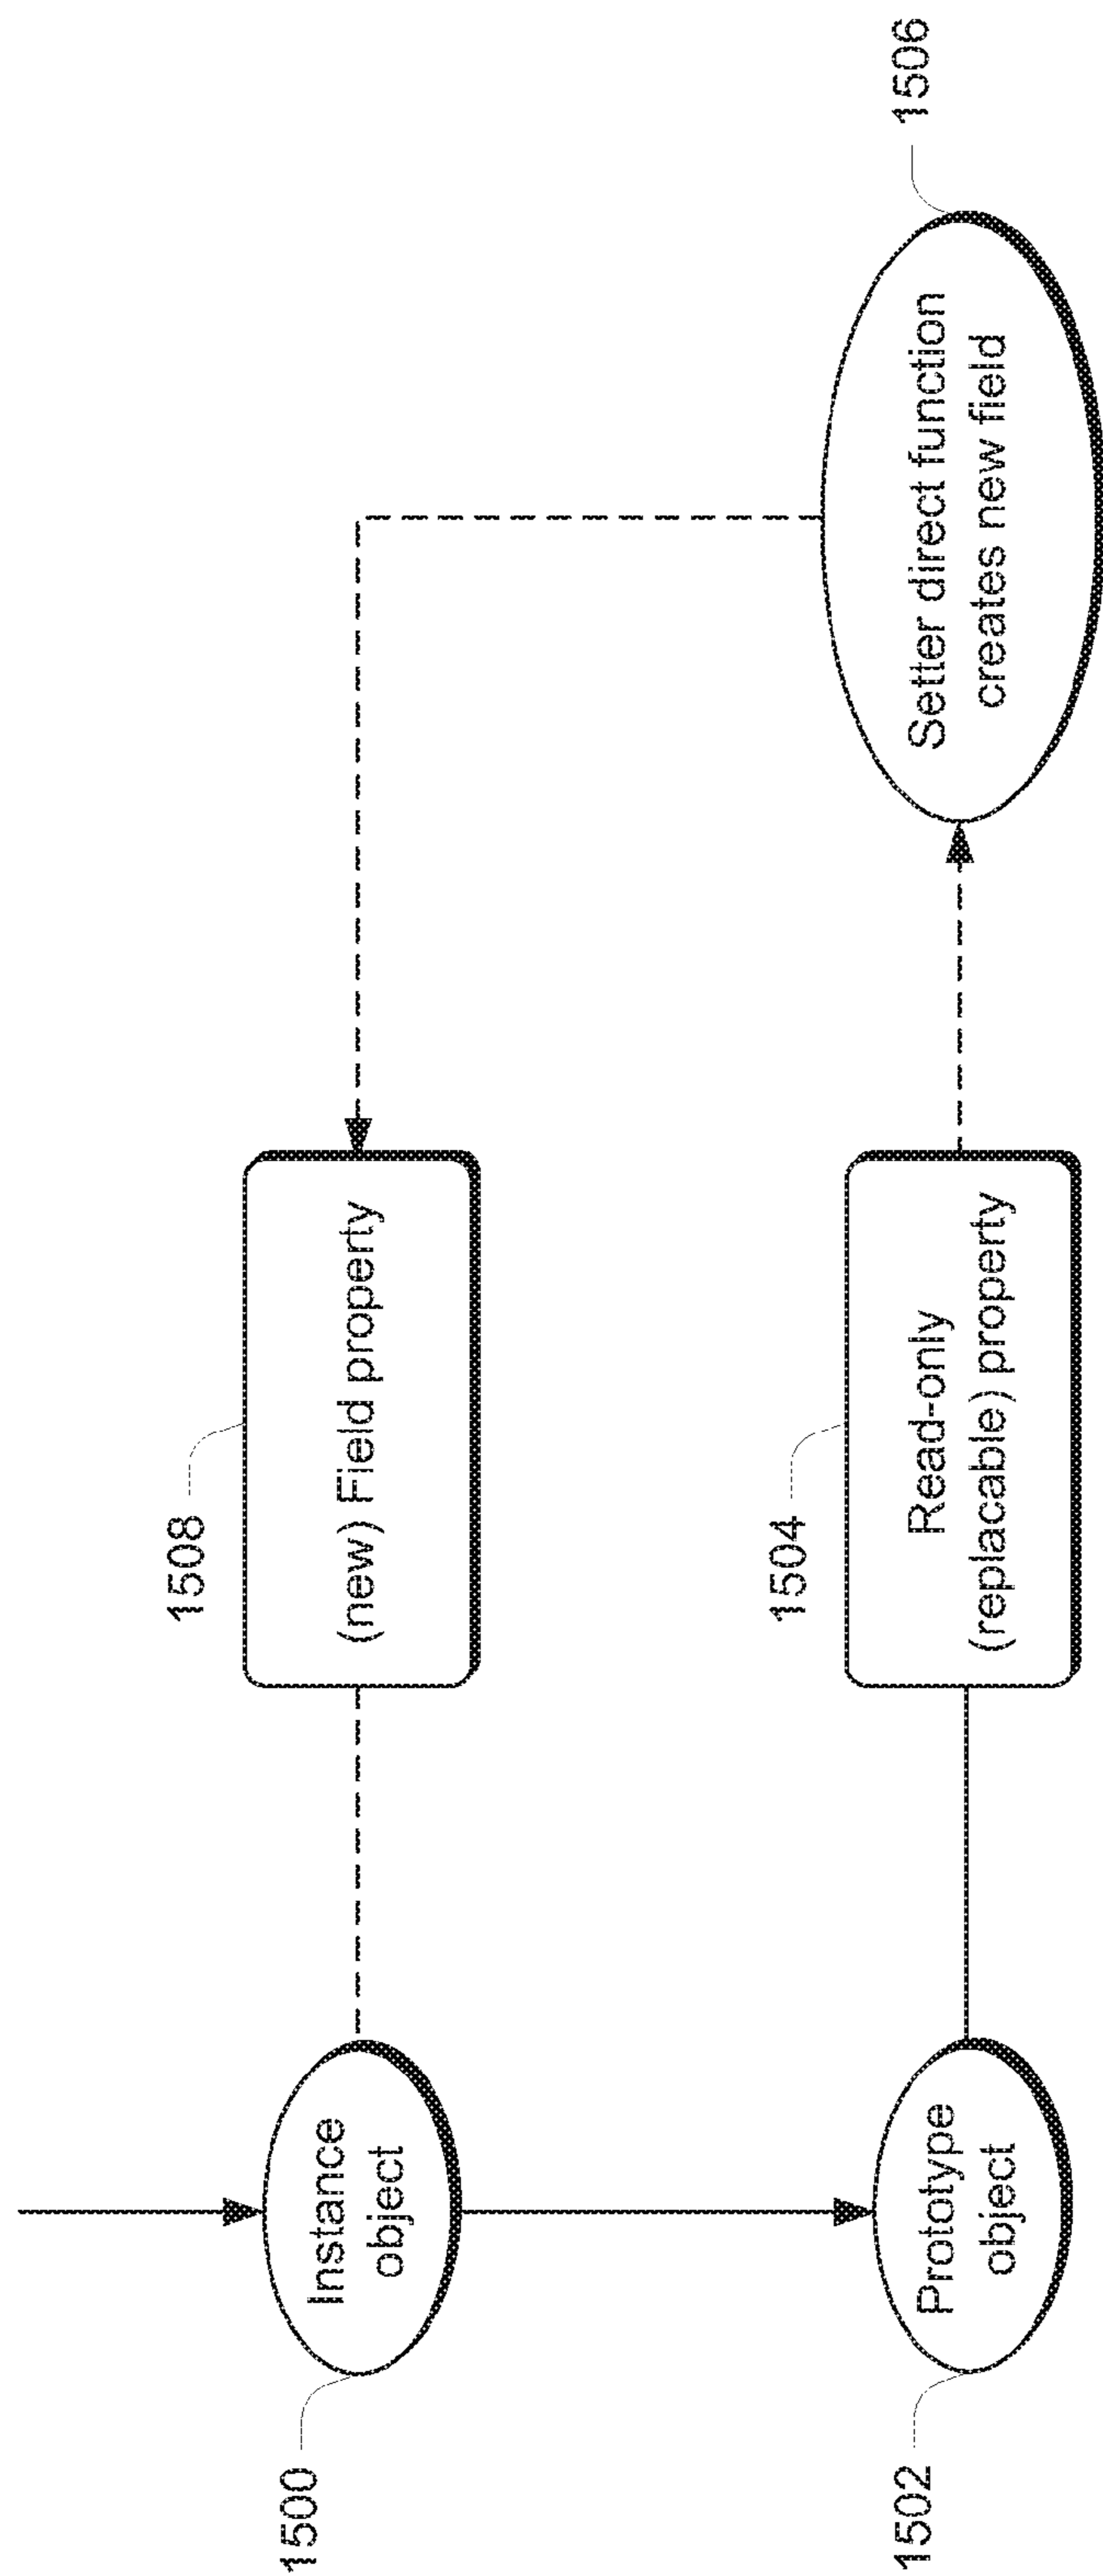 1500
Instance
object
1508
(new) Field property
1502
Prototype
object
1504
Read-only
(replacable) property
Setter direct function
creates new field
1506